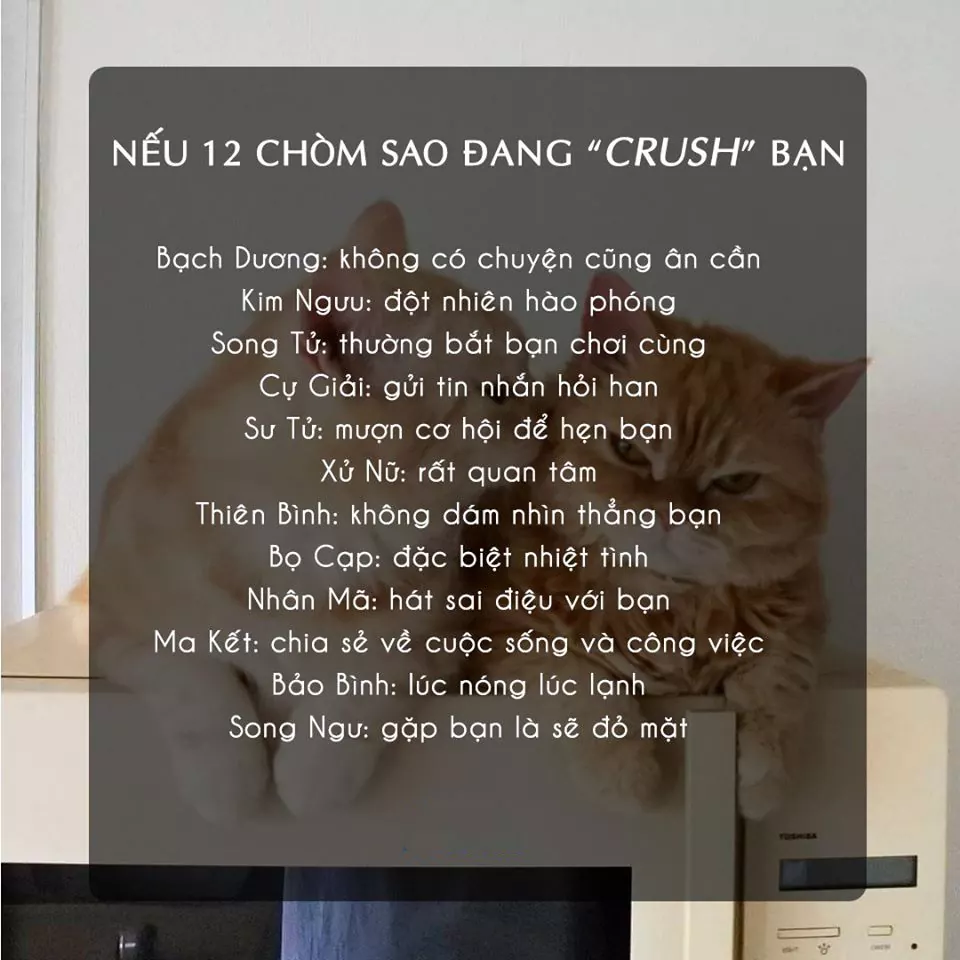 NẾU 12 CHÒM SAO ĐANG “CRUSH” BẠN
Bạch Dương: không có chuyện cũng ân cần
Kim Ngưu: đột nhiên hào phóng
Song Tử: thường bắt bạn chơi cùng
Cự Giải: gửi tin nhắn hỏi han
Sư Tử: mượn cơ hội để hẹn bạn
Xử Nữ: rất quan tâm
Thiên Bình: không dám nhìn thẳng bạn
Bọ Cạp: đặc biệt nhiệt tình
Nhân Mã: hát sai điệu với bạn
Ma Kết: chia sẻ về cuộc sống và công việc
Bảo Bình: lúc nóng lúc lạnh
Song Ngư: gặp bạn là sẽ đỏ mặt
TOSHIBA